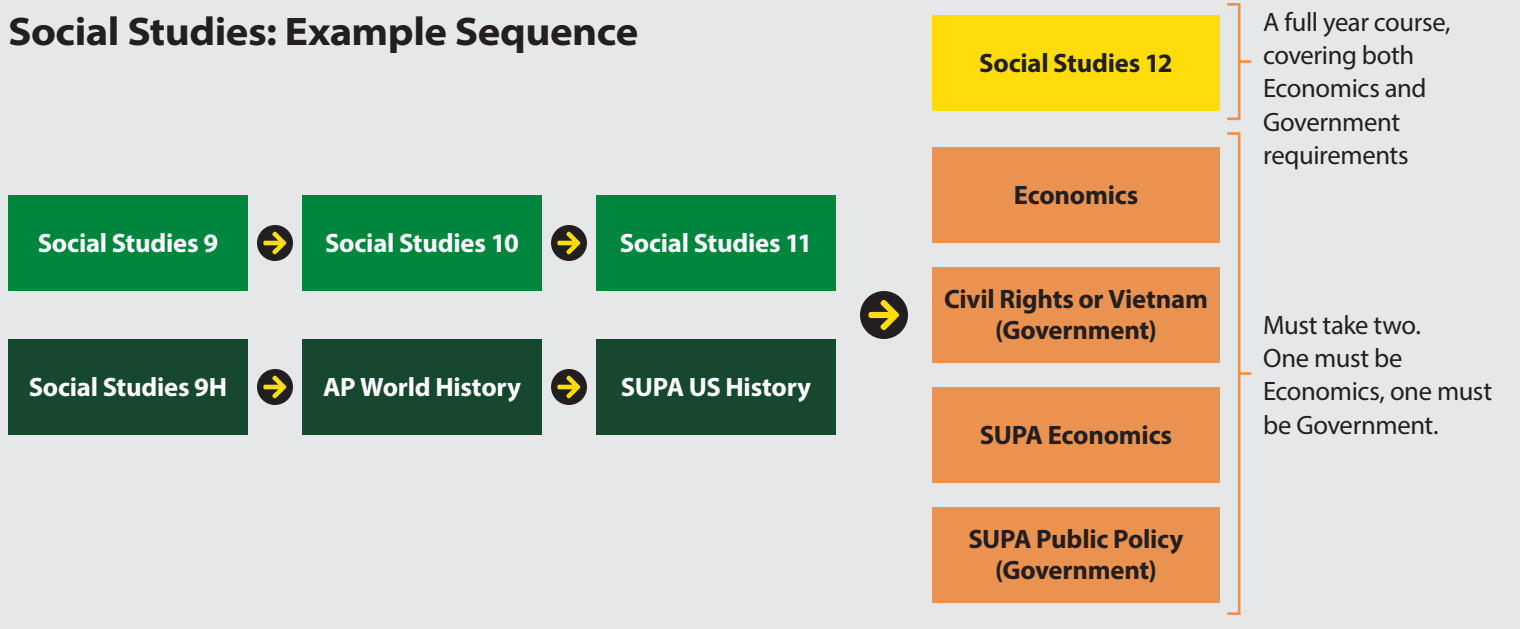 Social Studies: Example Sequence
Social Studies 9
Social Studies 10
Social Studies 11
Social Studies 9H
AP World History
SUPA US History
Social Studies 12
A full year course,
covering both
Economics and
Government
requirements
Economics
Civil Rights or Vietnam
(Government)
SUPA Economics
SUPA Public Policy
(Government)
Must take two.
One must be
Economics, one must
be Government.